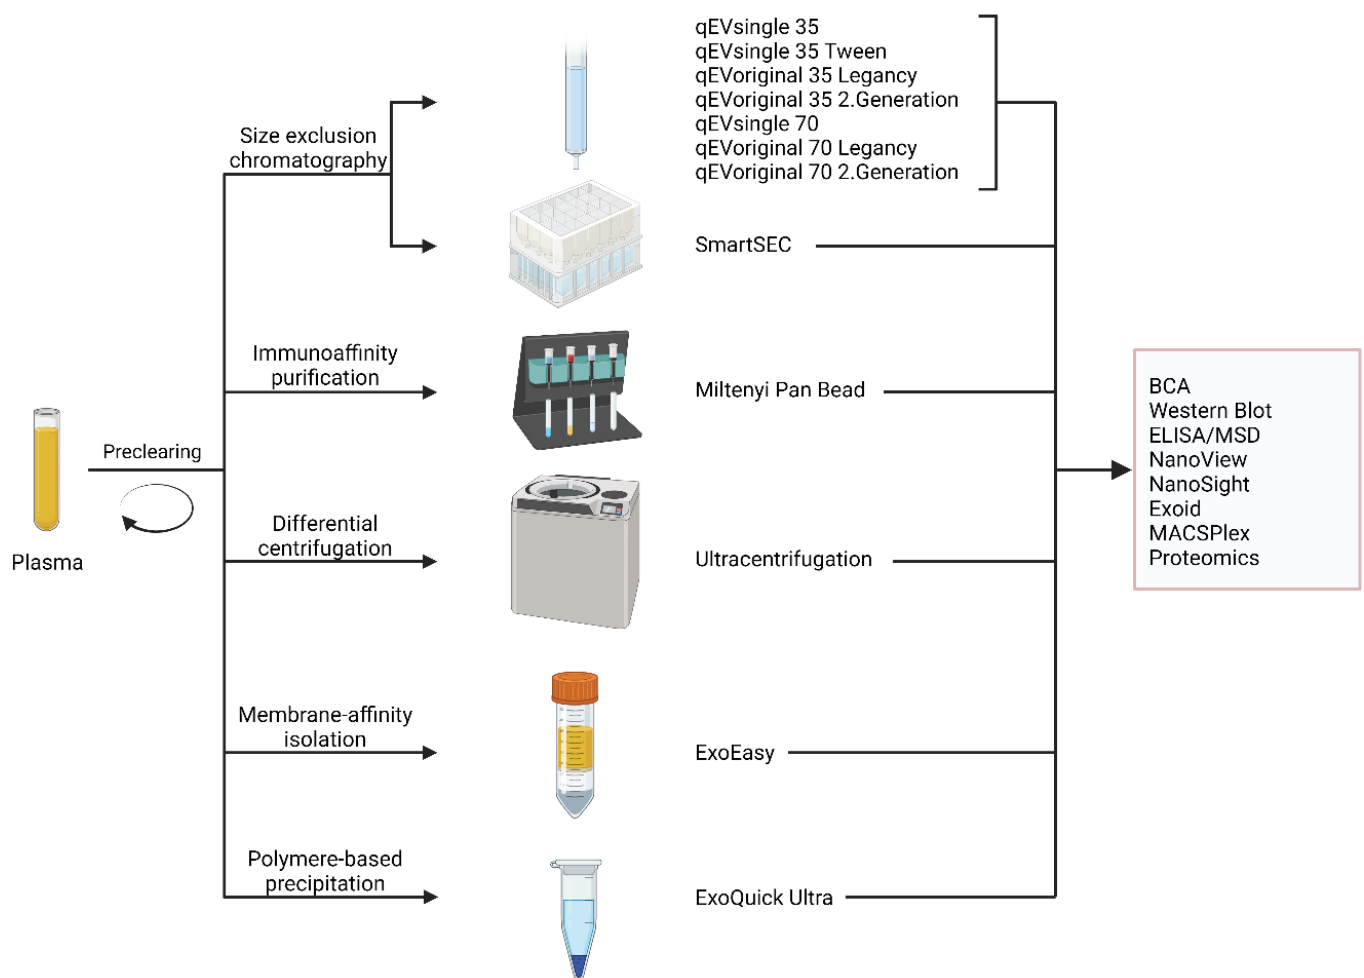 Plasma
Preclearing
Size exclusion
chromatography
qEVsingle 35
qEVsingle 35 Tween
qEVoriginal 35 Legancy
qEVoriginal 35 2.Generation
qEVsingle 70
qEVoriginal 70 Legancy
qEVoriginal 70 2.Generation
SmartSEC
Immunoaffinity
purification
Miltenyi Pan Bead
Differential
centrifugation
Ultracentrifugation
Membrane-affinity
isolation
ExoEasy
Polymere-based
precipitation
ExoQuick Ultra
BCA
Western Blot
ELISA/MSD
NanoView
NanoSight
Exoid
MACSPlex
Proteomics